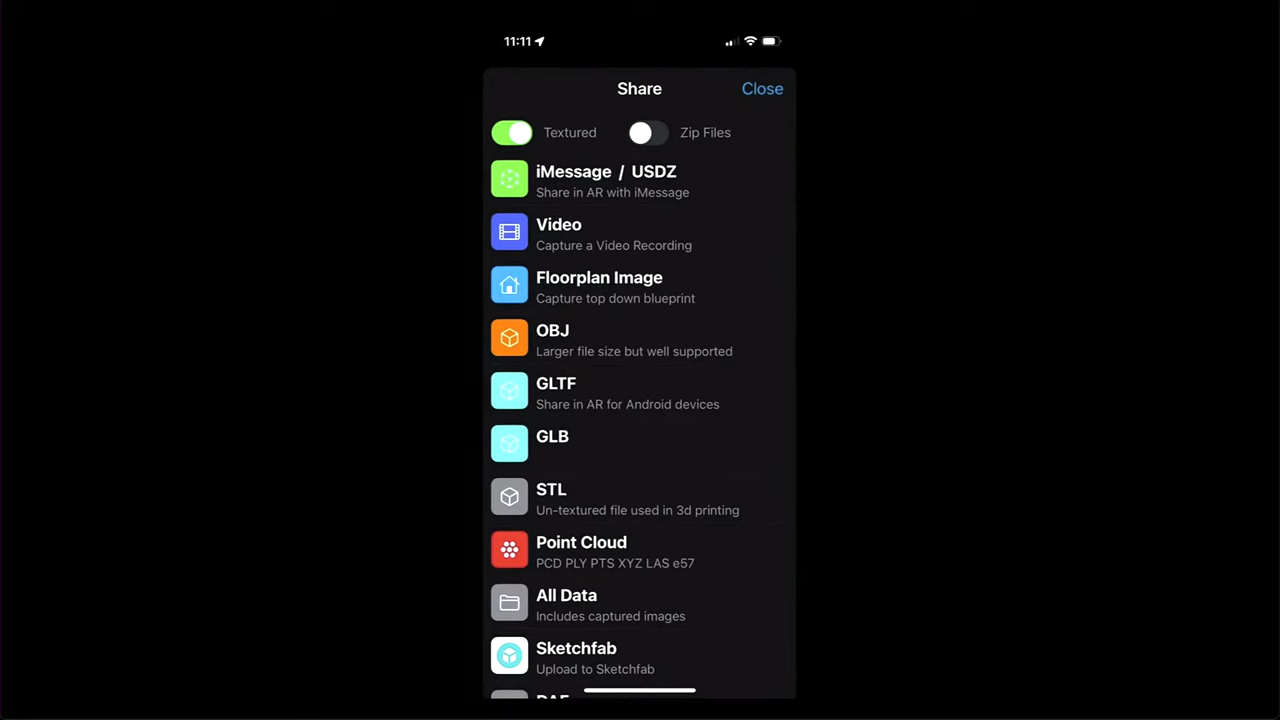 11:11
Share
Close
Textured
Zip Files
iMessage / USDZ
Share in AR with iMessage
Video
Capture a Video Recording
Floorplan Image
Capture top down blueprint
OBJ
Larger file size but well supported
GLTF
Share in AR for Android devices
GLB
STL
Un-textured file used in 3d printing
Point Cloud
PCD PLY PTS XYZ LAS e57
All Data
Includes captured images
Sketchfab
Upload to Sketchfab